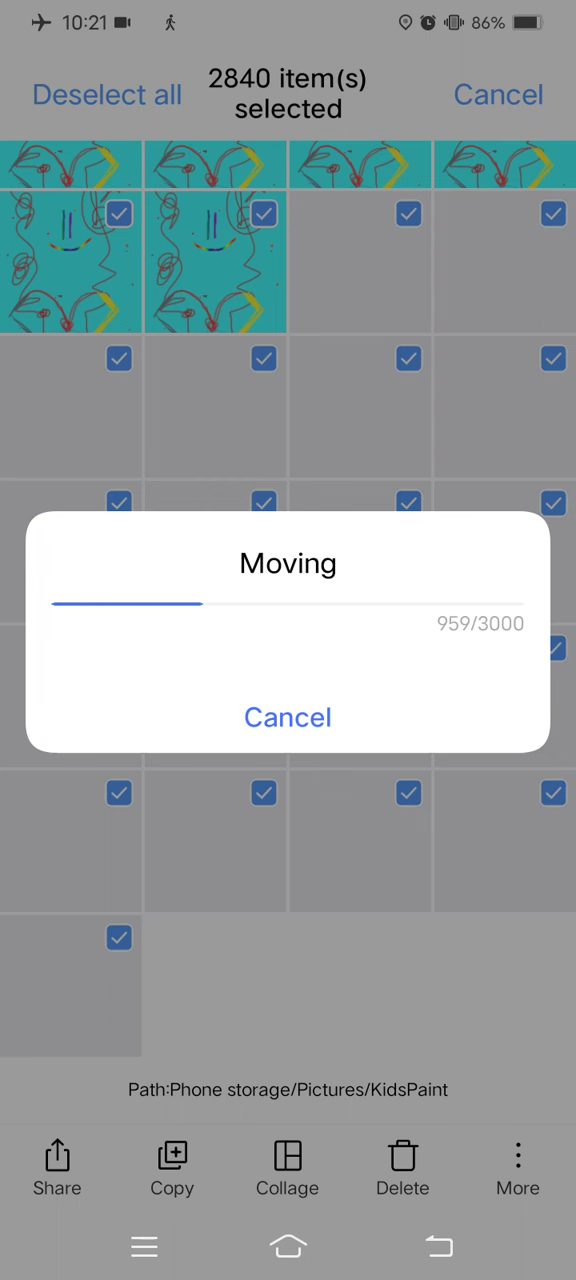 10:21
86%
Deselect all
2840 item(s)
selected
Cancel
Moving
959/3000
Cancel
Path:Phone storage/Pictures/KidsPaint
Share
Copy
Collage
Delete
More